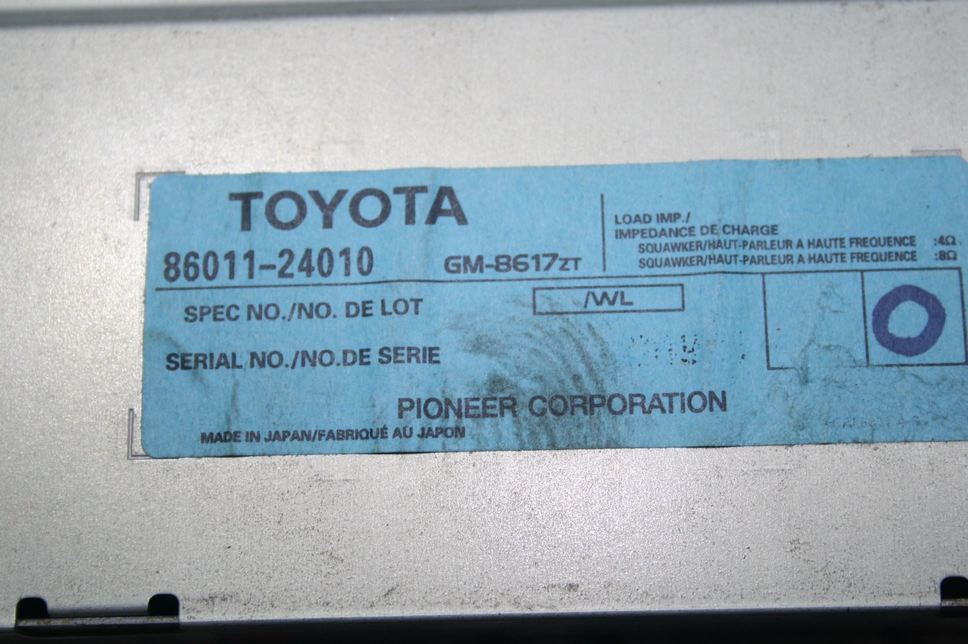 TOYOTA
86011-24010 GM-8617ZT
LOAD IMP./
IMPEDANCE DE CHARGE
SQUAWKER/HAUT-PARLEUR A HAUTE FREQUENCE :4Ω
SQUAWKER/HAUT-PARLEUR A HAUTE FREQUENCE :8Ω
SPEC NO./NO. DE LOT /WL
SERIAL NO./NO.DE SERIE
PIONEER CORPORATION
MADE IN JAPAN/FABRIQUÉ AU JAPON